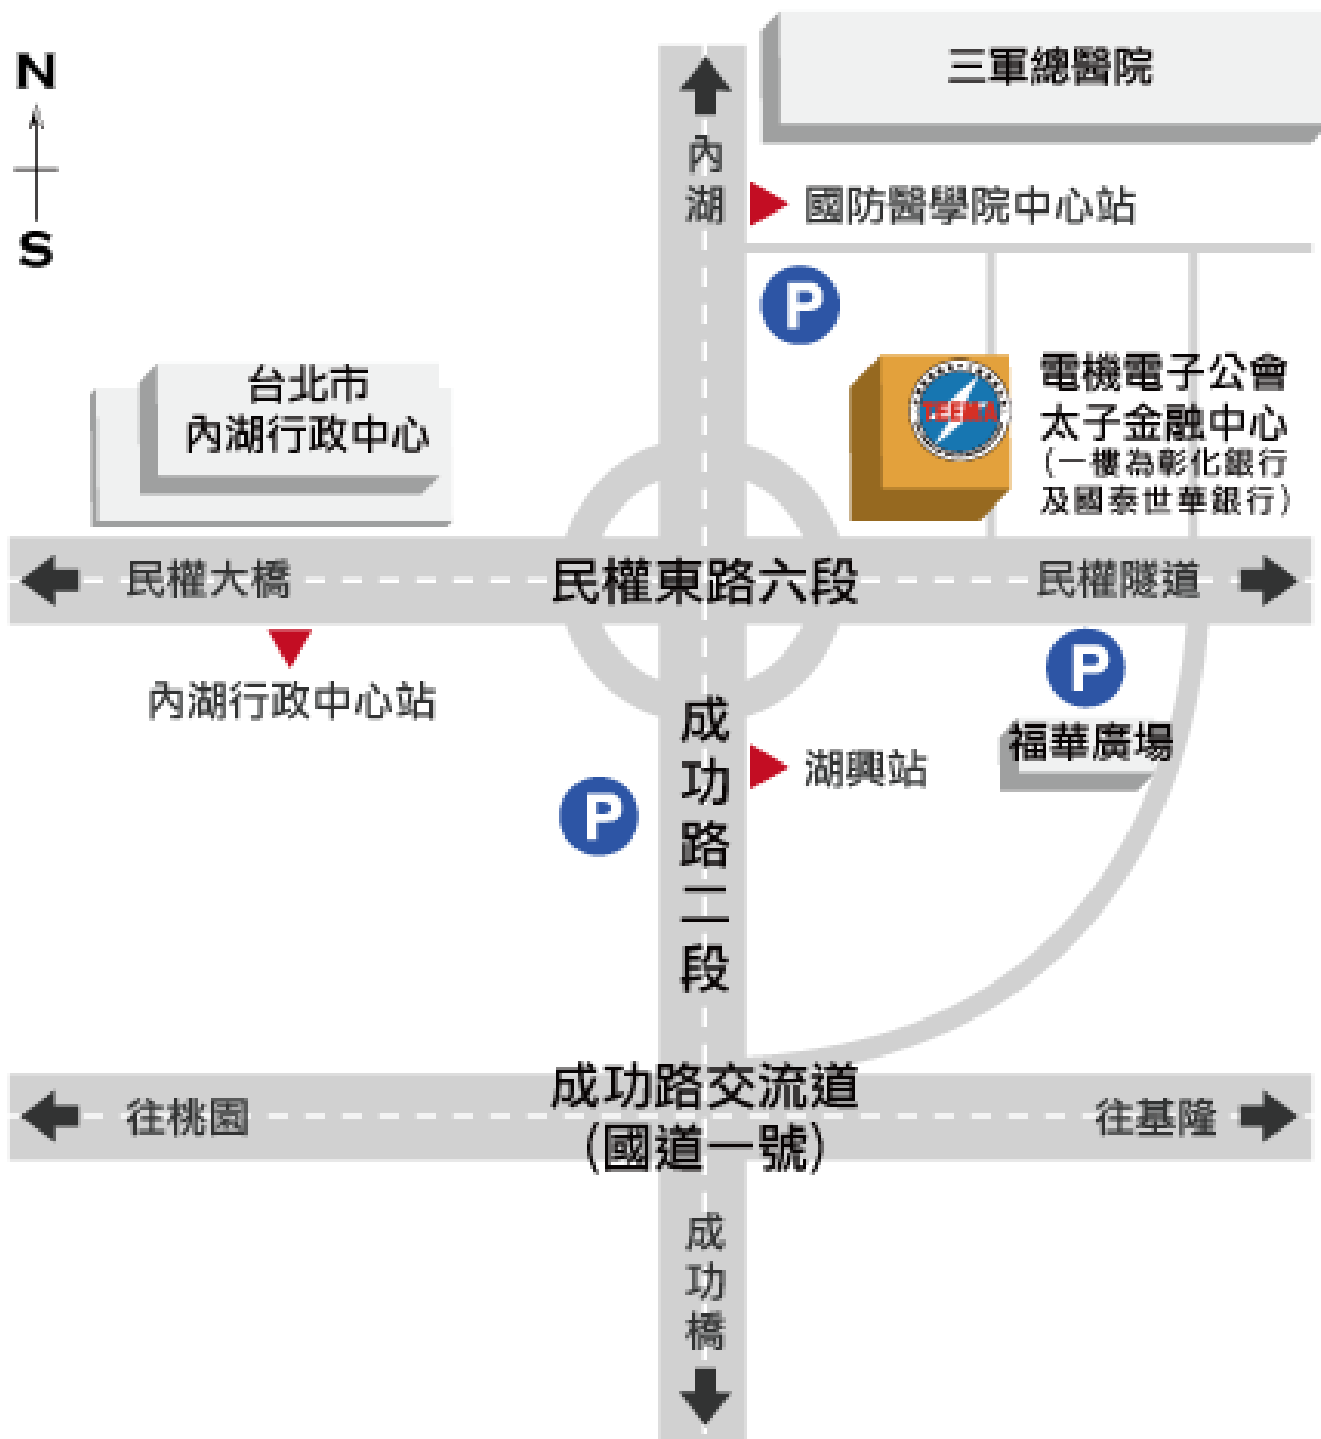 N
S
三軍總醫院
內湖
國防醫學院中心站
P
台北市
內湖行政中心
TEEMA
電機電子公會
太子金融中心
(一樓為彰化銀行
及國泰世華銀行)
民權大橋
民權東路六段
民權隧道
內湖行政中心站
P
福華廣場
成功路二段
湖興站
P
成功路交流道
(國道一號)
往桃園
往基隆
成功橋